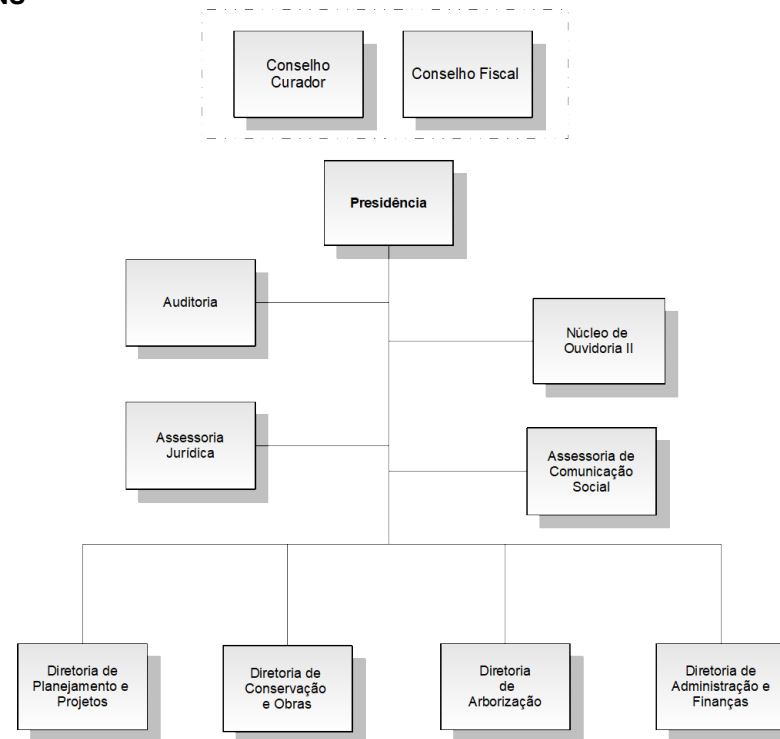 Conselho
Curador
Conselho Fiscal
Presidência
Auditoria
Núcleo de
Ouvidoria II
Assessoria
Jurídica
Assessoria de
Comunicação
Social
Diretoria de
Planejamento e
Projetos
Diretoria de
Conservação
e Obras
Diretoria
de
Arborização
Diretoria de
Administração e
Finanças